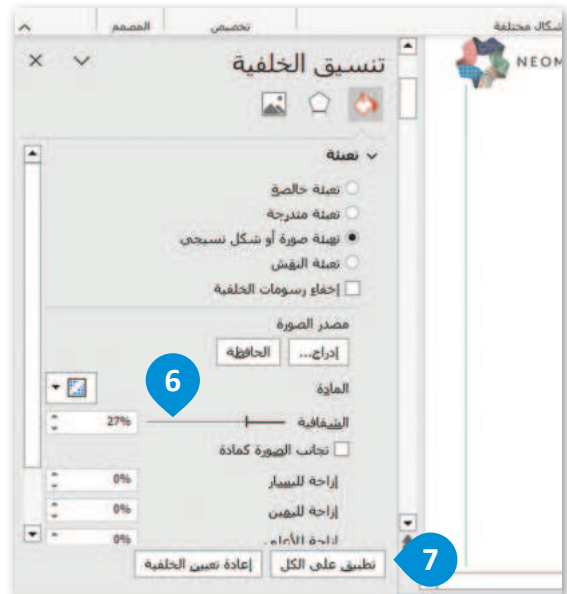 أشكال مختلفة
تخصيص
المصمم
NEOM
تنسيق الخلفية
تعبئة
تعبئة خالصة
تعبئة متدرجة
تعبئة صورة أو شكل نسيجي
تعبئة النقش
إخفاء رسومات الخلفية
مصدر الصورة
إدراج... الحافظة
المادة
6
الشفافية 27%
تجانب الصورة كمادة
إزاحة لليسار 0%
إزاحة لليمين 0%
إزاحة للأعلى 0%
تطبيق على الكل إعادة تعيين الخلفية
7